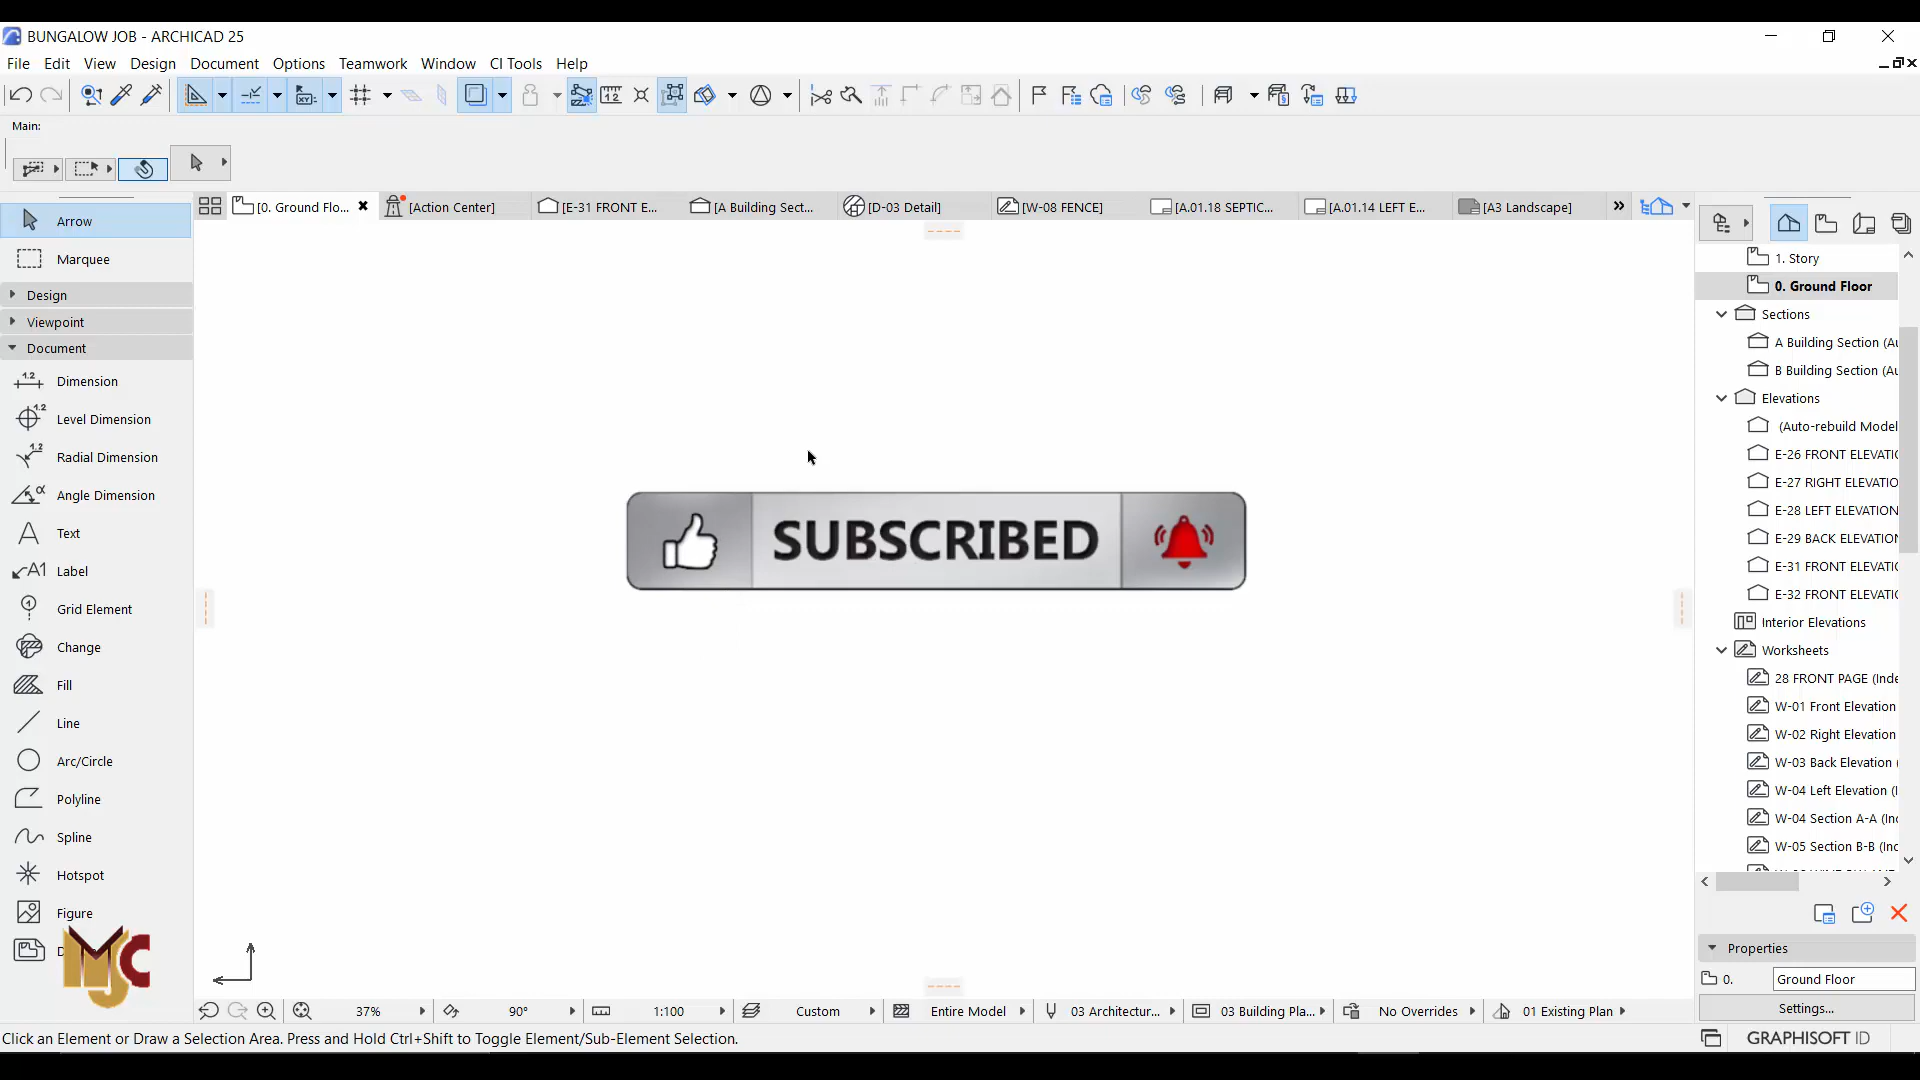 BUNGALOW JOB - ARCHICAD 25
File Edit View Design Document Options Teamwork Window CI Tools Help
Main:
[0. Ground Flo... [Action Center] [E-31 FRONT E... [A Building Sect... [D-03 Detail] [W-08 FENCE] [A.01.18 SEPTIC... [A.01.14 LEFT E... [A3 Landscape]
Arrow
Marquee
Design
Viewpoint
Document
Dimension
Level Dimension
Radial Dimension
Angle Dimension
Text
Label
Grid Element
Change
Fill
Line
Arc/Circle
Polyline
Spline
Hotspot
Figure
MJC
SUBSCRIBED
1. Story
0. Ground Floor
Sections
A Building Section (Au
B Building Section (Au
Elevations
(Auto-rebuild Model
E-26 FRONT ELEVATIO
E-27 RIGHT ELEVATIO
E-28 LEFT ELEVATION
E-29 BACK ELEVATION
E-31 FRONT ELEVATIO
E-32 FRONT ELEVATIO
Interior Elevations
Worksheets
28 FRONT PAGE (Inde
W-01 Front Elevation
W-02 Right Elevation
W-03 Back Elevation (
W-04 Left Elevation (I
W-04 Section A-A (Inc
W-05 Section B-B (Inc
Properties
0. Ground Floor
Settings...
37% 90° 1:100 Custom Entire Model 03 Architectur... 03 Building Pla... No Overrides 01 Existing Plan
Click an Element or Draw a Selection Area. Press and Hold Ctrl+Shift to Toggle Element/Sub-Element Selection.
GRAPHISOFT ID